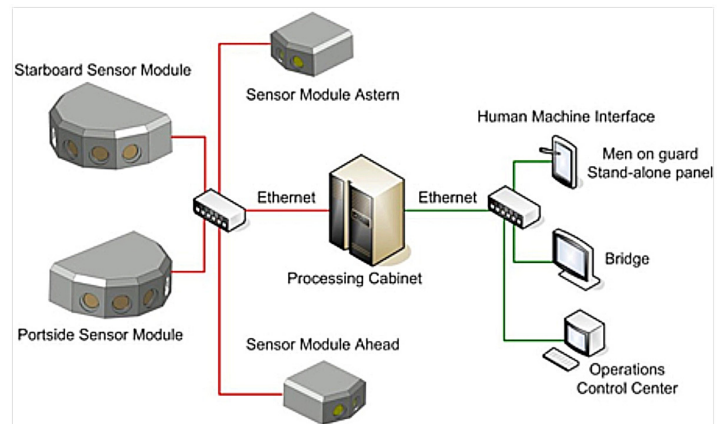 Starboard Sensor Module
Sensor Module Astern
Human Machine Interface
Men on guard
Stand-alone panel
Ethernet
Ethernet
Bridge
Processing Cabinet
Portside Sensor Module
Sensor Module Ahead
Operations
Control Center